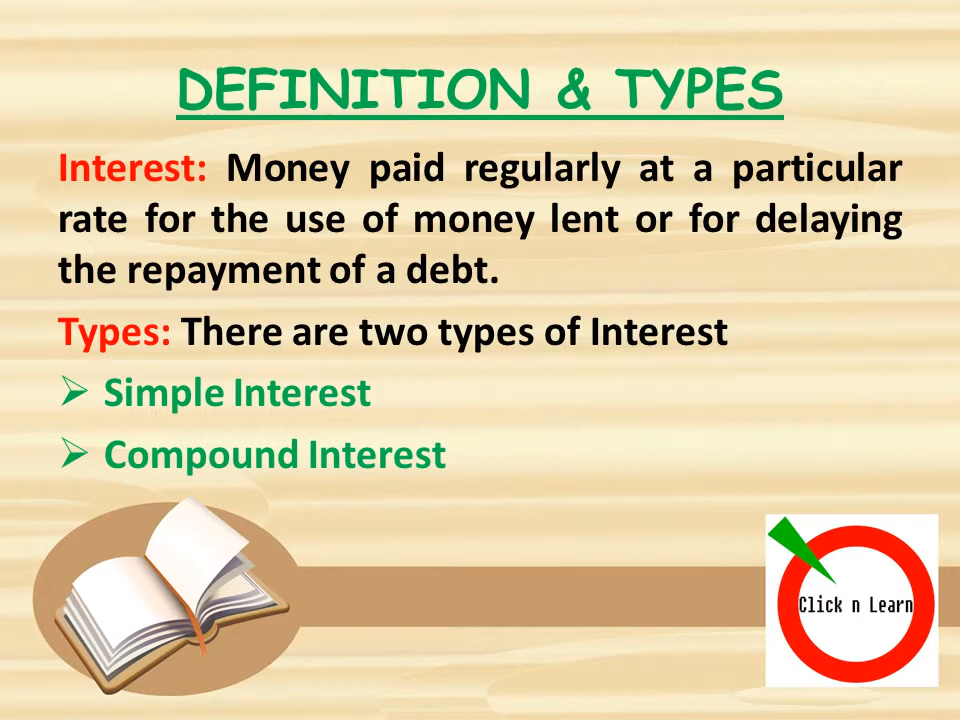 DEFINITION & TYPES
Interest: Money paid regularly at a particular
rate for the use of money lent or for delaying
the repayment of a debt.
Types: There are two types of Interest
➢ Simple Interest
➢ Compound Interest
Click n Learn